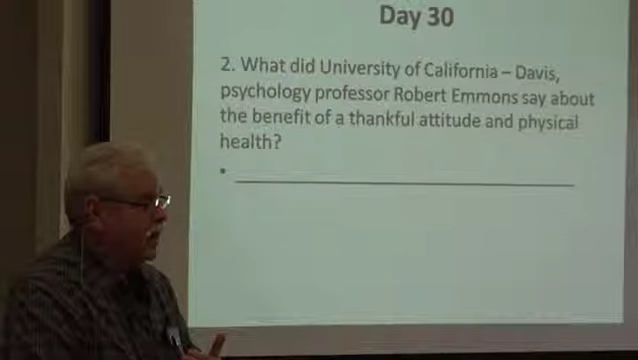 Day 30
2. What did University of California – Davis,
psychology professor Robert Emmons say about
the benefit of a thankful attitude and physical
health?